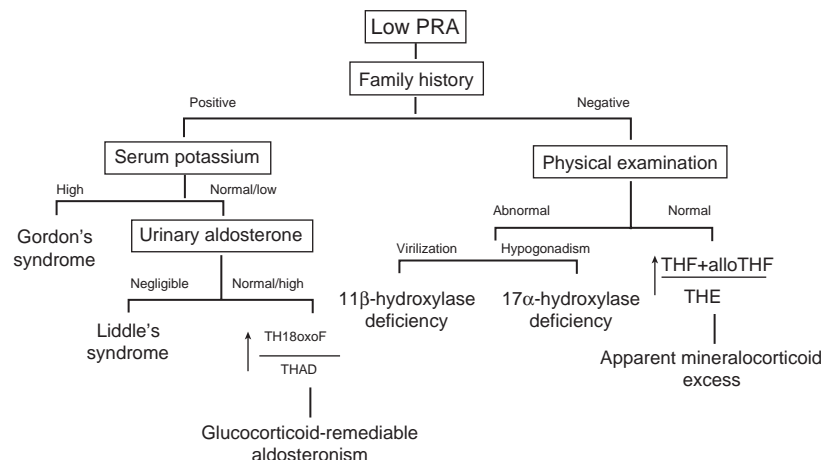 Low PRA
Family history
Positive
Negative
Serum potassium
Physical examination
High
Normal/low
Abnormal
Normal
Gordon's
syndrome
Urinary aldosterone
Virilization
Hypogonadism
THF+alloTHF
THE
Negligible
Normal/high
11β-hydroxylase
deficiency
17α-hydroxylase
deficiency
Liddle's
syndrome
TH18oxoF
THAD
Apparent mineralocorticoid
excess
Glucocorticoid-remediable
aldosteronism